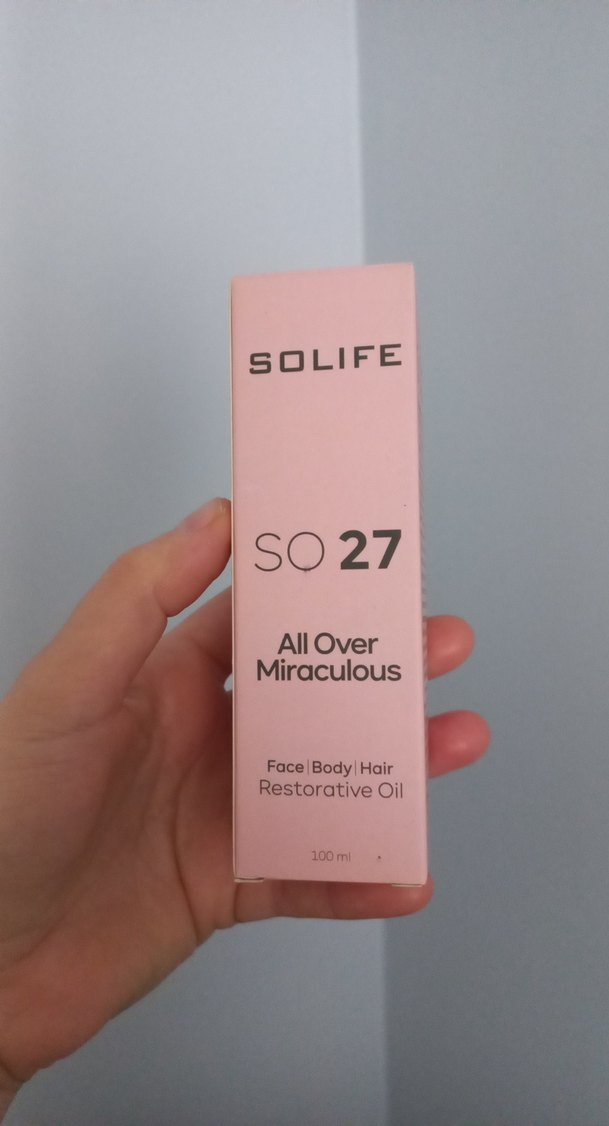 SOLIFE
SO 27
All Over
Miraculous
Face|Body|Hair
Restorative Oil
100 ml